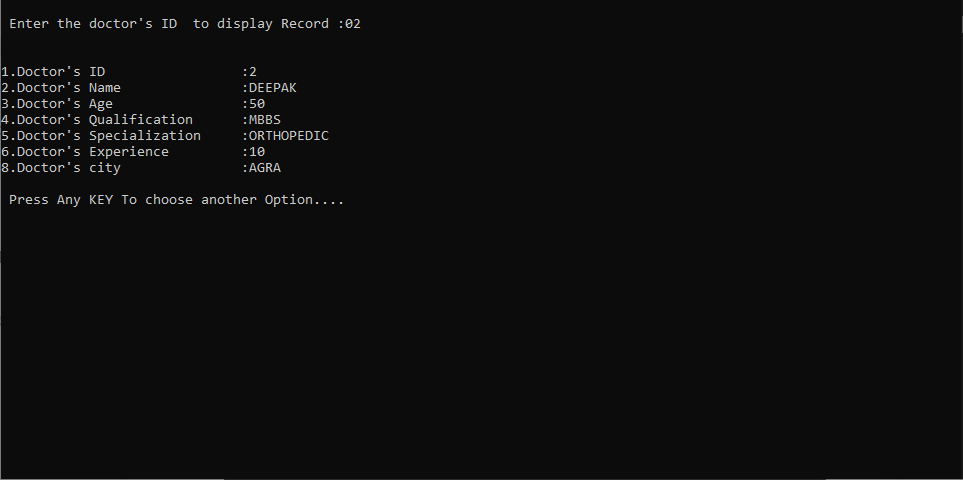 Enter the doctor's ID  to display Record :02
1.Doctor's ID                 :2
2.Doctor's Name               :DEEPAK
3.Doctor's Age                :50
4.Doctor's Qualification      :MBBS
5.Doctor's Specialization     :ORTHOPEDIC
6.Doctor's Experience         :10
8.Doctor's city               :AGRA
Press Any KEY To choose another Option....